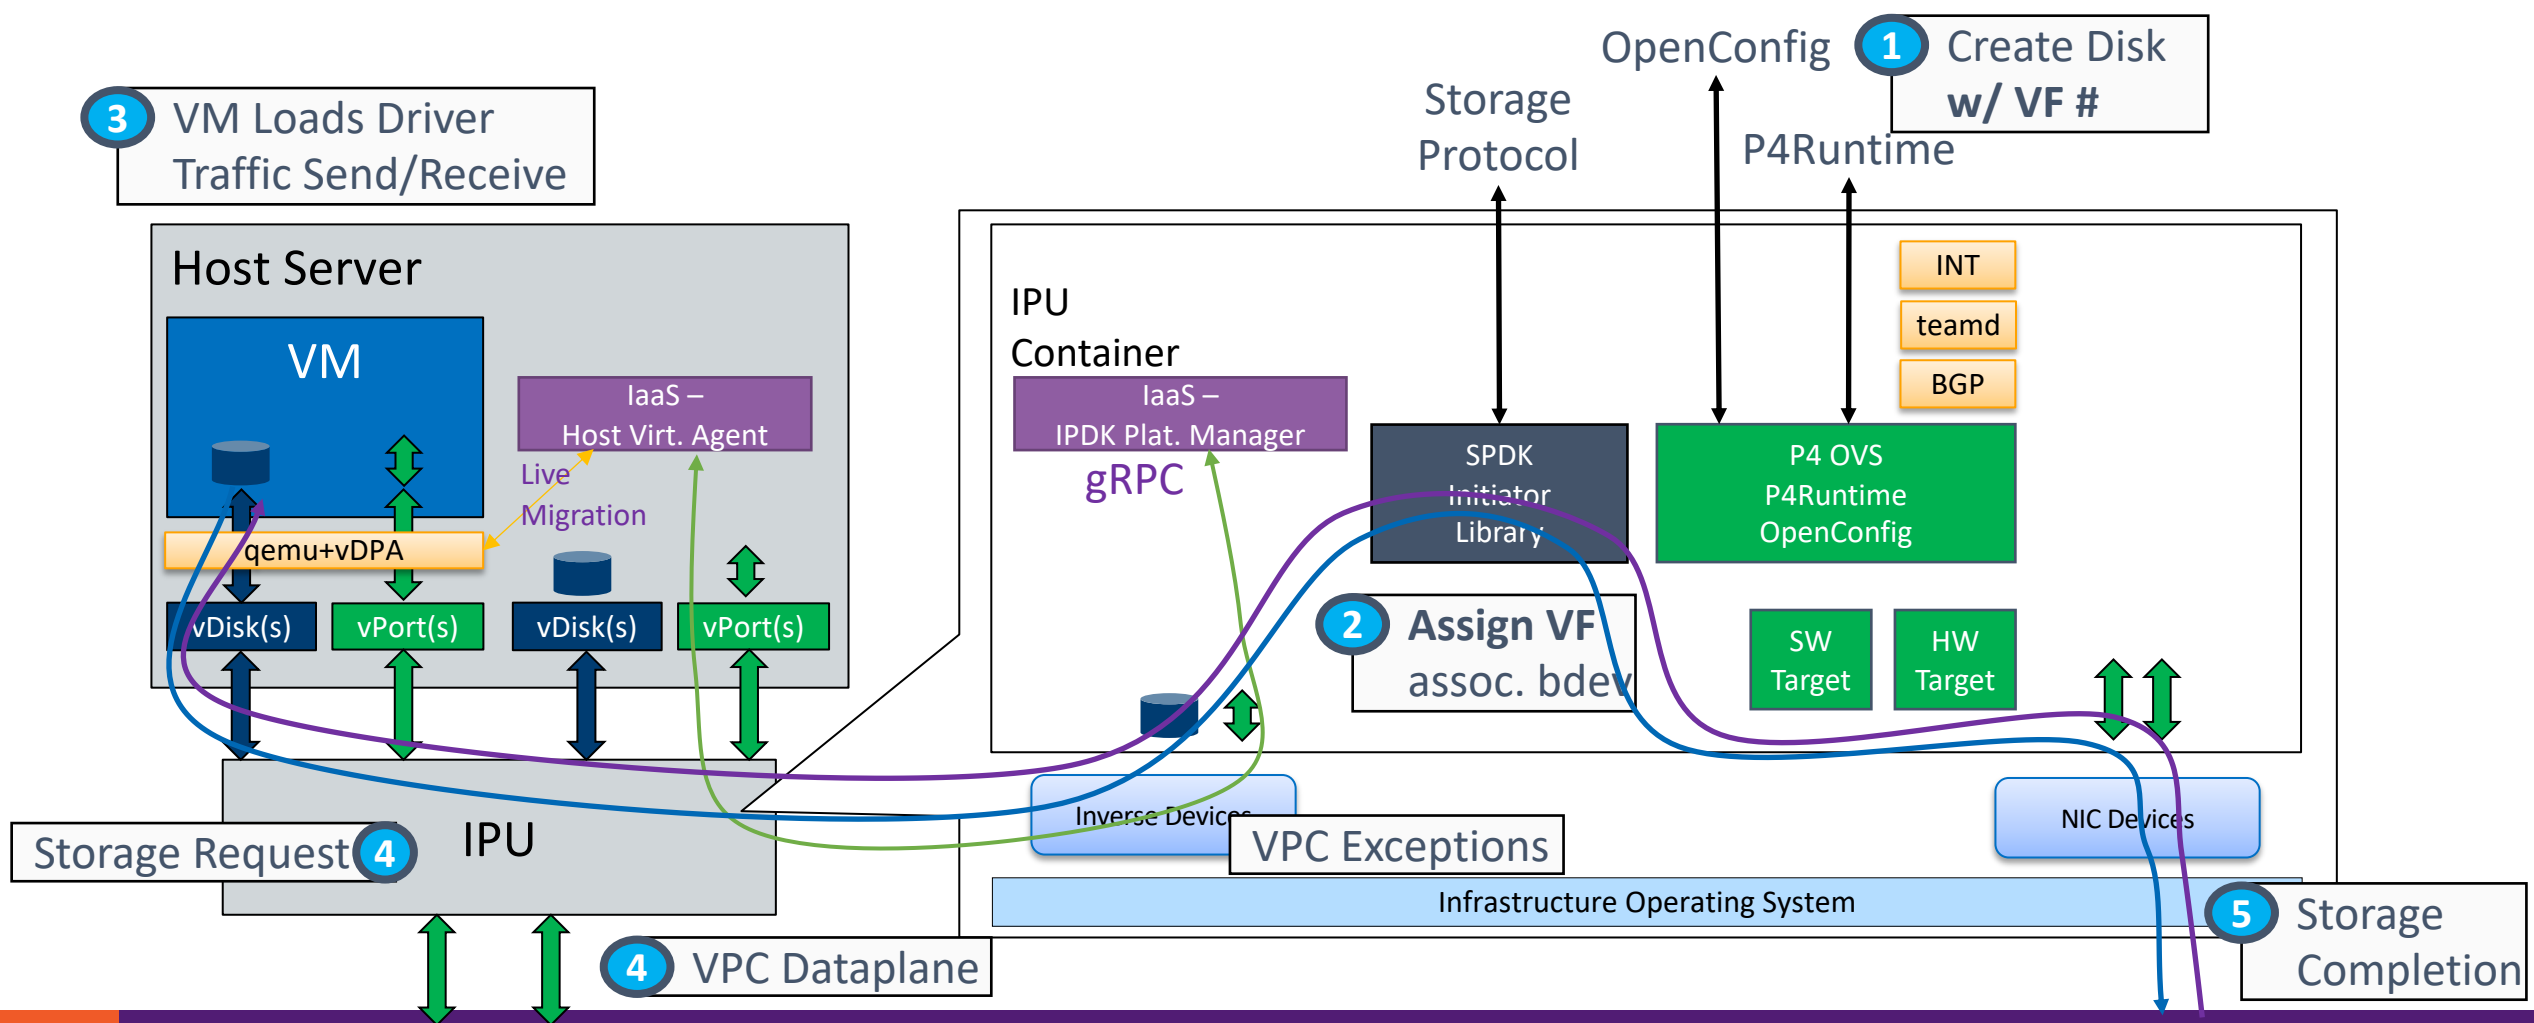 OpenConfig
1
Create Disk
w/ VF #
3
VM Loads Driver
Traffic Send/Receive
Storage
Protocol
P4Runtime
Host Server
VM
IaaS –
Host Virt. Agent
Live
Migration
qemu+vDPA
vDisk(s)
vPort(s)
vDisk(s)
vPort(s)
IPU
Container
IaaS –
IPDK Plat. Manager
gRPC
SPDK
Initiator
Library
P4 OVS
P4Runtime
OpenConfig
INT
teamd
BGP
2
Assign VF
assoc. bdev
SW
Target
HW
Target
Inverse Devices
NIC Devices
Storage Request
4
IPU
VPC Exceptions
Infrastructure Operating System
4
VPC Dataplane
5
Storage
Completion